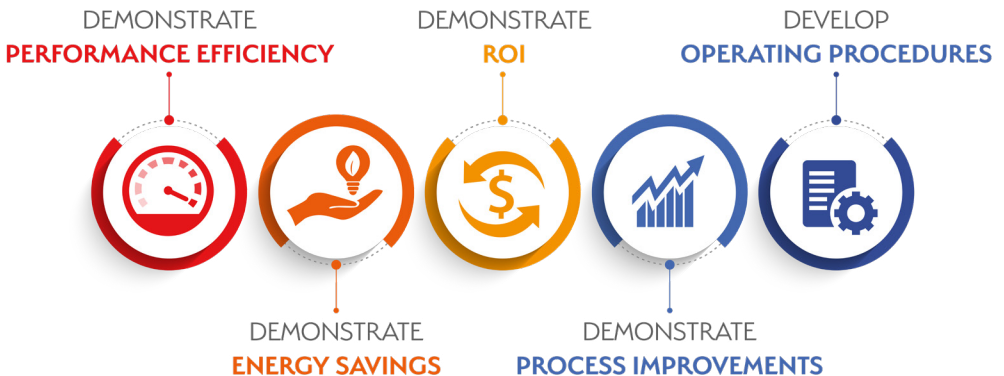 DEMONSTRATE
PERFORMANCE EFFICIENCY
DEMONSTRATE
ENERGY SAVINGS
DEMONSTRATE
ROI
$
DEMONSTRATE
PROCESS IMPROVEMENTS
DEVELOP
OPERATING PROCEDURES